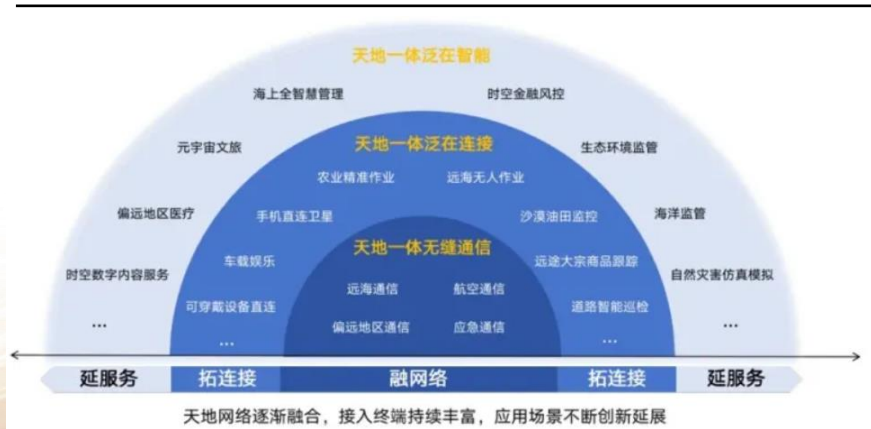 天地一体泛在智能
海上全智慧管理
时空金融风控
元宇宙文旅
天地一体泛在连接
生态环境监管
农业精准作业
远海无人作业
偏远地区医疗
手机直连卫星
沙漠油田监控
海洋监管
天地一体无缝通信
车载娱乐
远途大宗商品跟踪
时空数字内容服务
自然灾害仿真模拟
远海通信
航空通信
可穿戴设备直连
道路智能巡检
...
偏远地区通信
应急通信
...
...
...
延服务
拓连接
融网络
拓连接
延服务
天地网络逐渐融合，接入终端持续丰富，应用场景不断创新延展